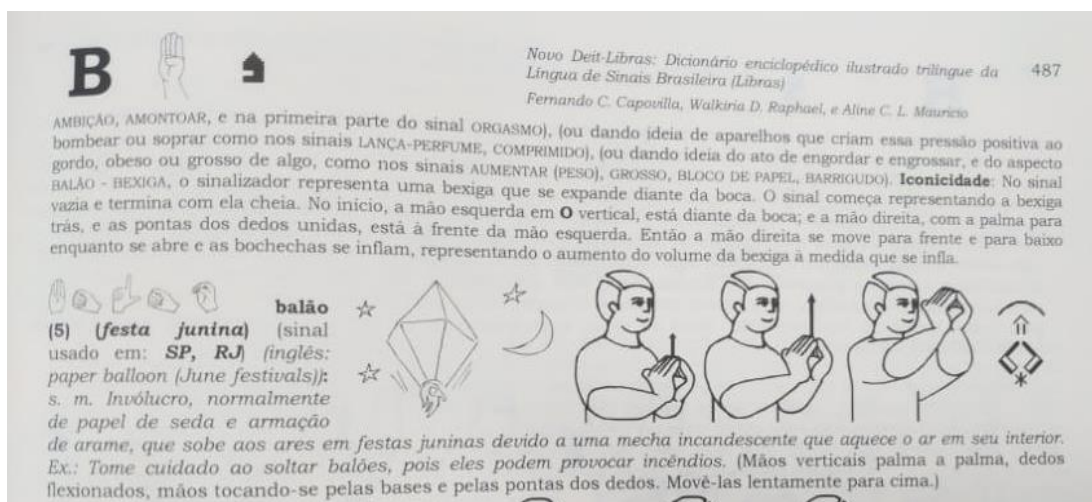 B
Novo Deit-Libras: Dicionário enciclopédico ilustrado trilíngue da
Língua de Sinais Brasileira (Libras)
487
Fernando C. Capovilla, Walkiria D. Raphael, e Aline C. L. Mauricio
AMBIÇÃO, AMONTOAR, e na primeira parte do sinal ORGASMO), (ou dando ideia de aparelhos que criam essa pressão positiva ao
bombear ou soprar como nos sinais LANÇA-PERFUME, COMPRIMIDO), (ou dando ideia do ato de engordar e engrossar, e do aspecto
gordo, obeso ou grosso de algo, como nos sinais AUMENTAR (PESO), GROSSO, BLOCO DE PAPEL, BARRIGUDO). Iconicidade: No sinal
BALÃO - BEXIGA, o sinalizador representa uma bexiga que se expande diante da boca. O sinal começa representando a bexiga
vazia e termina com ela cheia. No início, a mão esquerda em O vertical, está diante da boca; e a mão direita, com a palma para
trás, e as pontas dos dedos unidas, está à frente da mão esquerda. Então a mão direita se move para frente e para baixo
enquanto se abre e as bochechas se inflam, representando o aumento do volume da bexiga à medida que se infla.
balão
(5) (festa junina) (sinal
usado em: SP, RJ) (inglês:
paper balloon (June festivals)):
s. m. Invólucro, normalmente
de papel de seda e armação
de arame, que sobe aos ares em festas juninas devido a uma mecha incandescente que aquece o ar em seu interior.
Ex.: Tome cuidado ao soltar balões, pois eles podem provocar incêndios. (Mãos verticais palma a palma, dedos
flexionados, mãos tocando-se pelas bases e pelas pontas dos dedos. Movê-las lentamente para cima.)